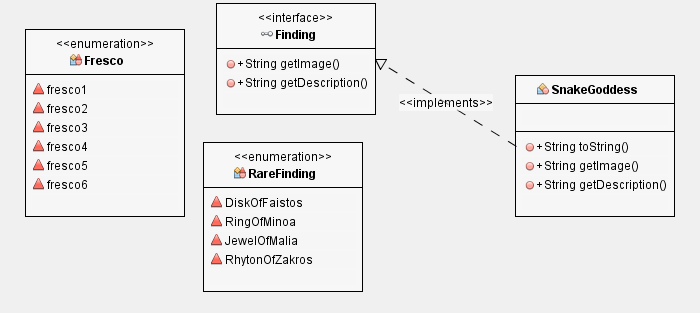 <<enumeration>>
Fresco
fresco1
fresco2
fresco3
fresco4
fresco5
fresco6
<<interface>>
Finding
+ String getImage()
+ String getDescription()
<<implements>>
<<enumeration>>
RareFinding
DiskOfFaistos
RingOfMinoa
JewelOfMalia
RhytonOfZakros
SnakeGoddess
+ String toString()
+ String getImage()
+ String getDescription()